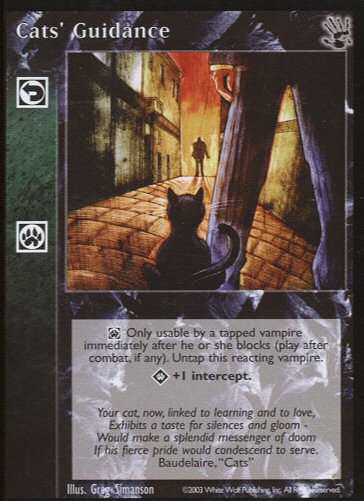 Cats' Guidance
Only usable by a tapped vampire
immediately after he or she blocks (play after
combat, if any). Untap this reacting vampire.
+1 intercept.
Your cat, now, linked to learning and to love,
Exhibits a taste for silences and gloom -
Would make a splendid messenger of doom
If his fierce pride would condescend to serve.
Baudelaire, "Cats"
Illus. Greg Simanson
©2003 White Wolf Publishing, Inc. All Rights Reserved.